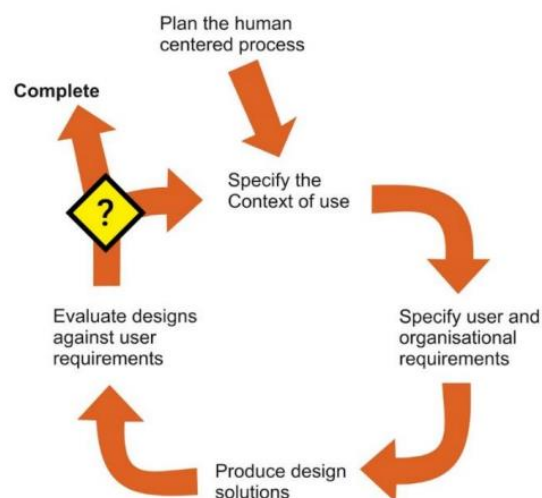 Plan the human
centered process
Complete
Specify the
Context of use
?
Evaluate designs
against user
requirements
Specify user and
organisational
requirements
Produce design
solutions